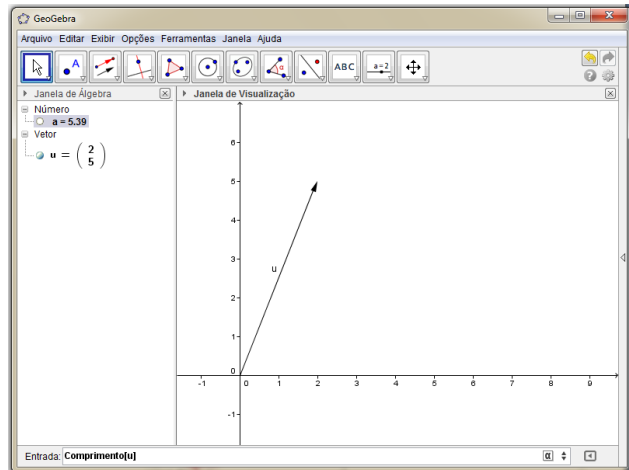 GeoGebra
Arquivo Editar Exibir Opções Ferramentas Janela Ajuda
A
α
ABC
a=2
?
Janela de Álgebra
Janela de Visualização
Número
a = 5.39
Vetor
u = ( 2
5 )
6
5
4
3
2
1
0
-1
u
-1 0 1 2 3 4 5 6 7 8 9
Entrada: Comprimento[u]
α